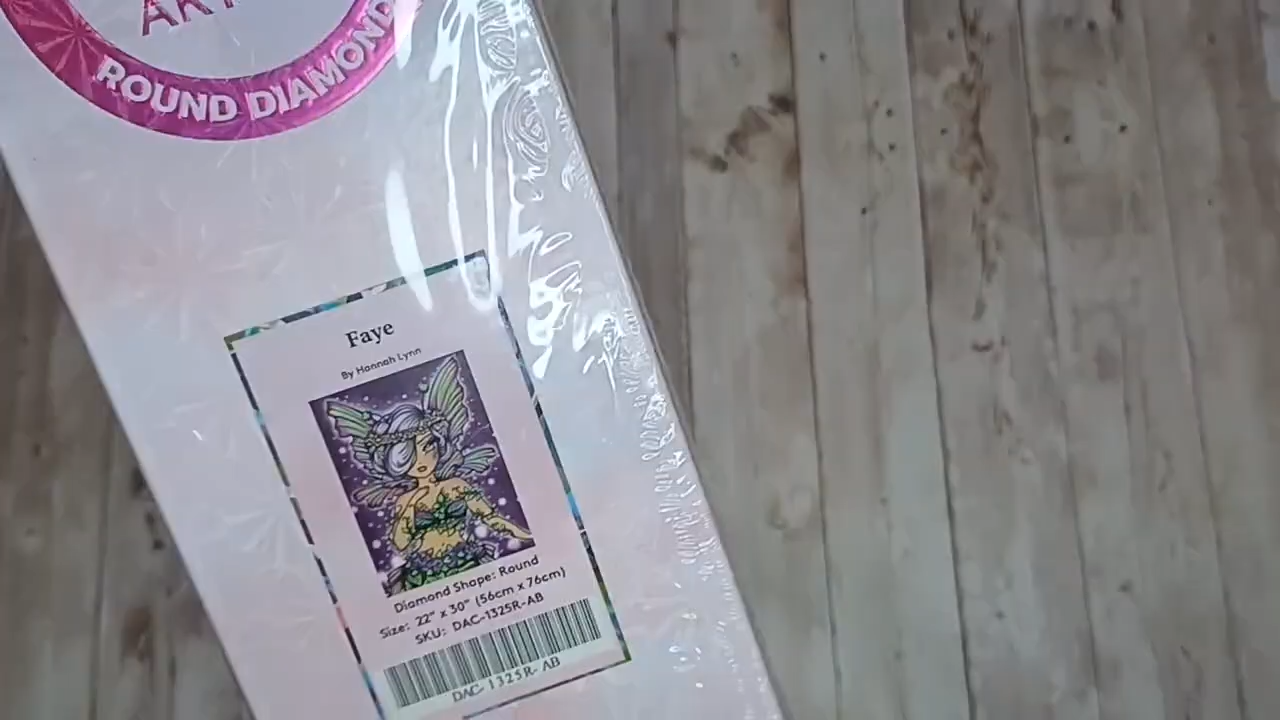 ART
ROUND DIAMOND
Faye
By Hannah Lynn
Diamond Shape: Round
Size: 22" x 30" (56cm x 76cm)
SKU: DAC-1325R-AB
DAC- 1325R- AB